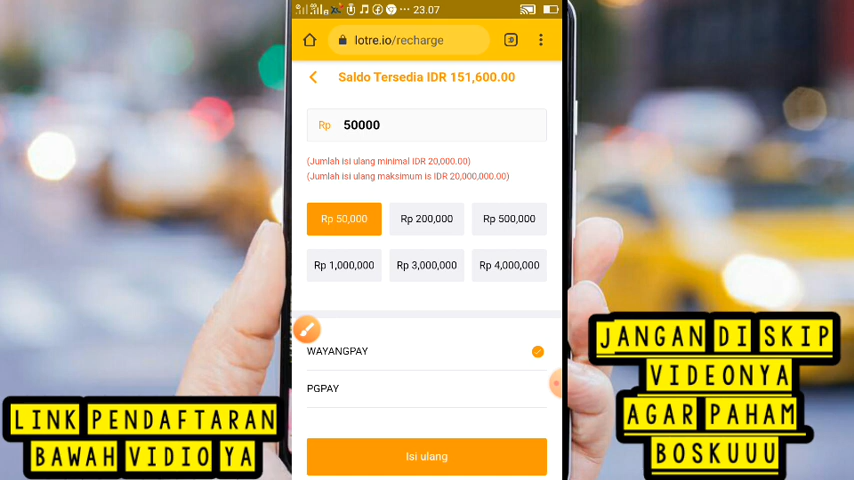 23.07
lotre.io/recharge
Saldo Tersedia IDR 151,600.00
Rp 50000
(Jumlah isi ulang minimal IDR 20,000.00)
(Jumlah isi ulang maksimum is IDR 20,000,000.00)
Rp 50,000 Rp 200,000 Rp 500,000
Rp 1,000,000 Rp 3,000,000 Rp 4,000,000
WAYANGPAY
PGPAY
Isi ulang
LINK PENDAFTARAN
BAWAH VIDIO YA
JANGAN DI SKIP
VIDEONYA
AGAR PAHAM
BOSKUUU